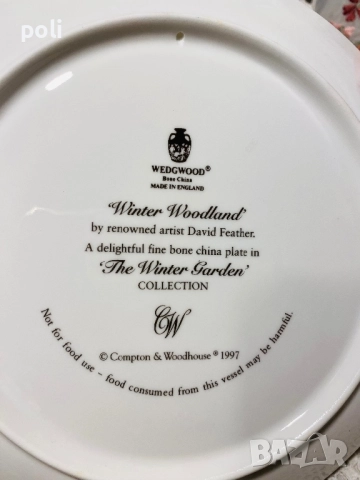 poli
WEDGWOOD®
Bone China
MADE IN ENGLAND
'Winter Woodland'
by renowned artist David Feather.
A delightful fine bone china plate in
'The Winter Garden'
COLLECTION
CW
© Compton & Woodhouse® 1997
Not for food use – food consumed from this vessel may be harmful.
BAZAR